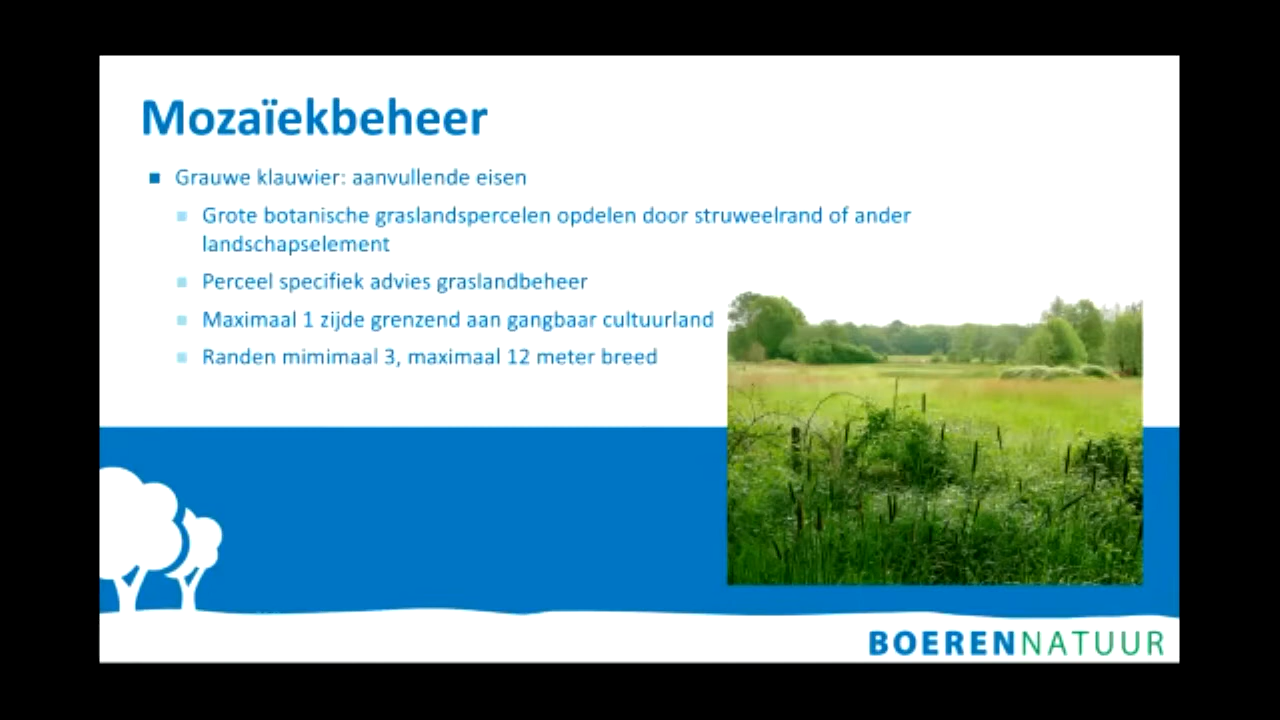 Mozaïekbeheer
Grauwe klauwier: aanvullende eisen
Grote botanische graslandspercelen opdelen door struweelrand of ander
landschapselement
Perceel specifiek advies graslandbeheer
Maximaal 1 zijde grenzend aan gangbaar cultuurland
Randen mimimaal 3, maximaal 12 meter breed
BOERENNATUUR